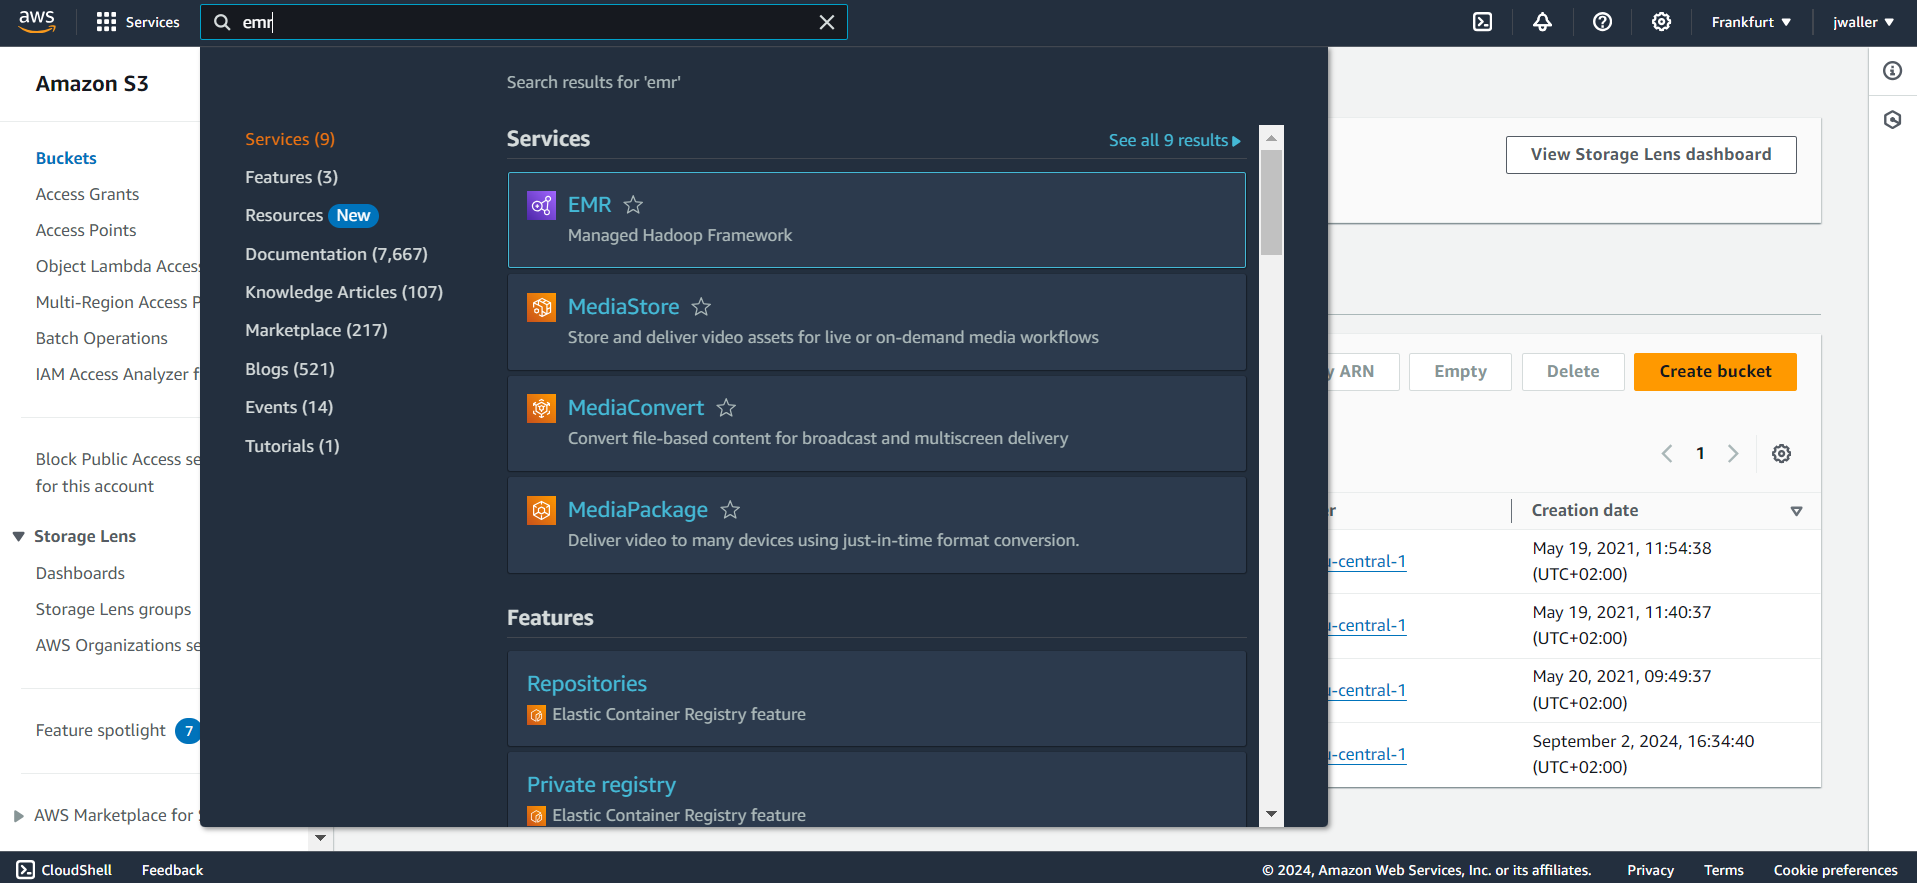 aws
Services
emr
Frankfurt
jwaller
Amazon S3
Buckets
Access Grants
Access Points
Object Lambda Acces
Multi-Region Access P
Batch Operations
IAM Access Analyzer f
Block Public Access se
for this account
Storage Lens
Dashboards
Storage Lens groups
AWS Organizations se
Feature spotlight 7
AWS Marketplace for
Search results for 'emr'
Services (9)
Features (3)
Resources New
Documentation (7,667)
Knowledge Articles (107)
Marketplace (217)
Blogs (521)
Events (14)
Tutorials (1)
Services
See all 9 results
EMR
Managed Hadoop Framework
MediaStore
Store and deliver video assets for live or on-demand media workflows
MediaConvert
Convert file-based content for broadcast and multiscreen delivery
MediaPackage
Deliver video to many devices using just-in-time format conversion.
Features
Repositories
Elastic Container Registry feature
Private registry
Elastic Container Registry feature
View Storage Lens dashboard
y ARN
Empty
Delete
Create bucket
1
r
Creation date
-central-1
May 19, 2021, 11:54:38
(UTC+02:00)
-central-1
May 19, 2021, 11:40:37
(UTC+02:00)
-central-1
May 20, 2021, 09:49:37
(UTC+02:00)
-central-1
September 2, 2024, 16:34:40
(UTC+02:00)
CloudShell
Feedback
© 2024, Amazon Web Services, Inc. or its affiliates.
Privacy
Terms
Cookie preferences